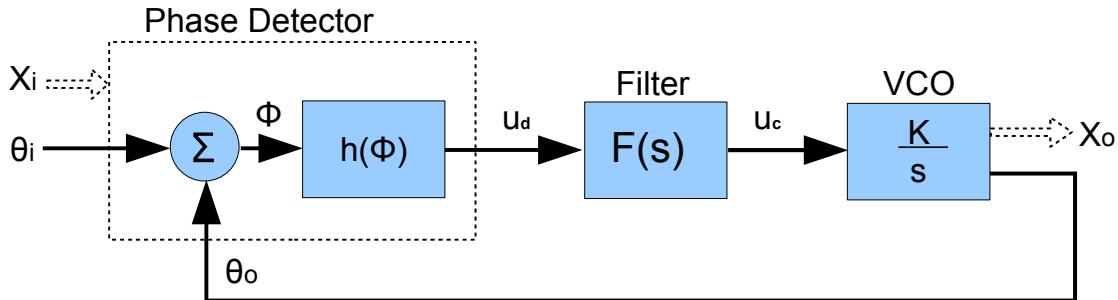 Phase Detector
Xi
θi
Σ
Φ
h(Φ)
ud
Filter
F(s)
uc
VCO
K
s
Xo
θo